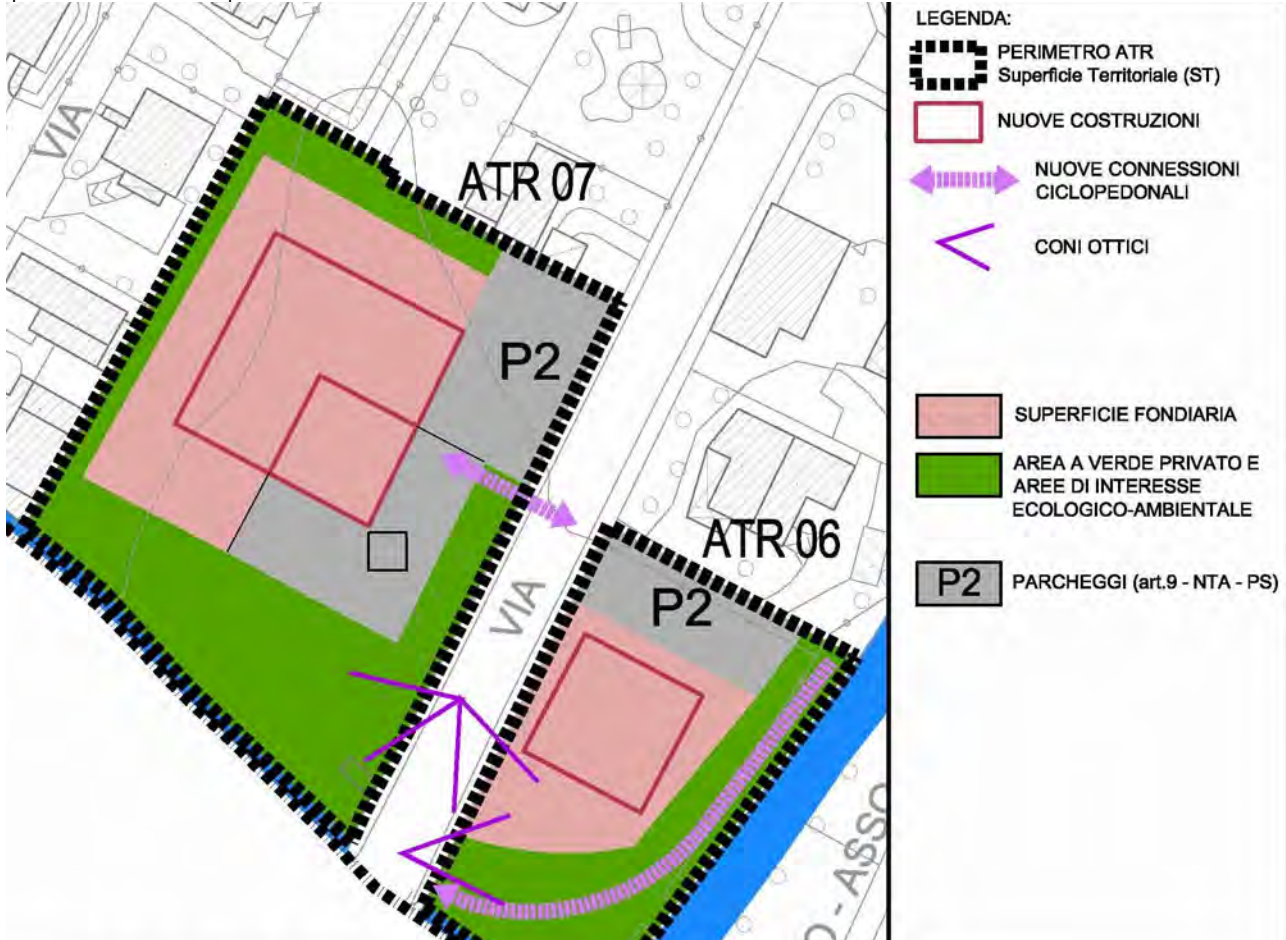 VIA
ATR 07
P2
VIA
ATR 06
P2
O - ASSO
LEGENDA:
PERIMETRO ATR
Superficie Territoriale (ST)
NUOVE COSTRUZIONI
NUOVE CONNESSIONI
CICLOPEDONALI
CONI OTTICI
SUPERFICIE FONDIARIA
AREA A VERDE PRIVATO E
AREE DI INTERESSE
ECOLOGICO-AMBIENTALE
P2 PARCHEGGI (art.9 - NTA - PS)